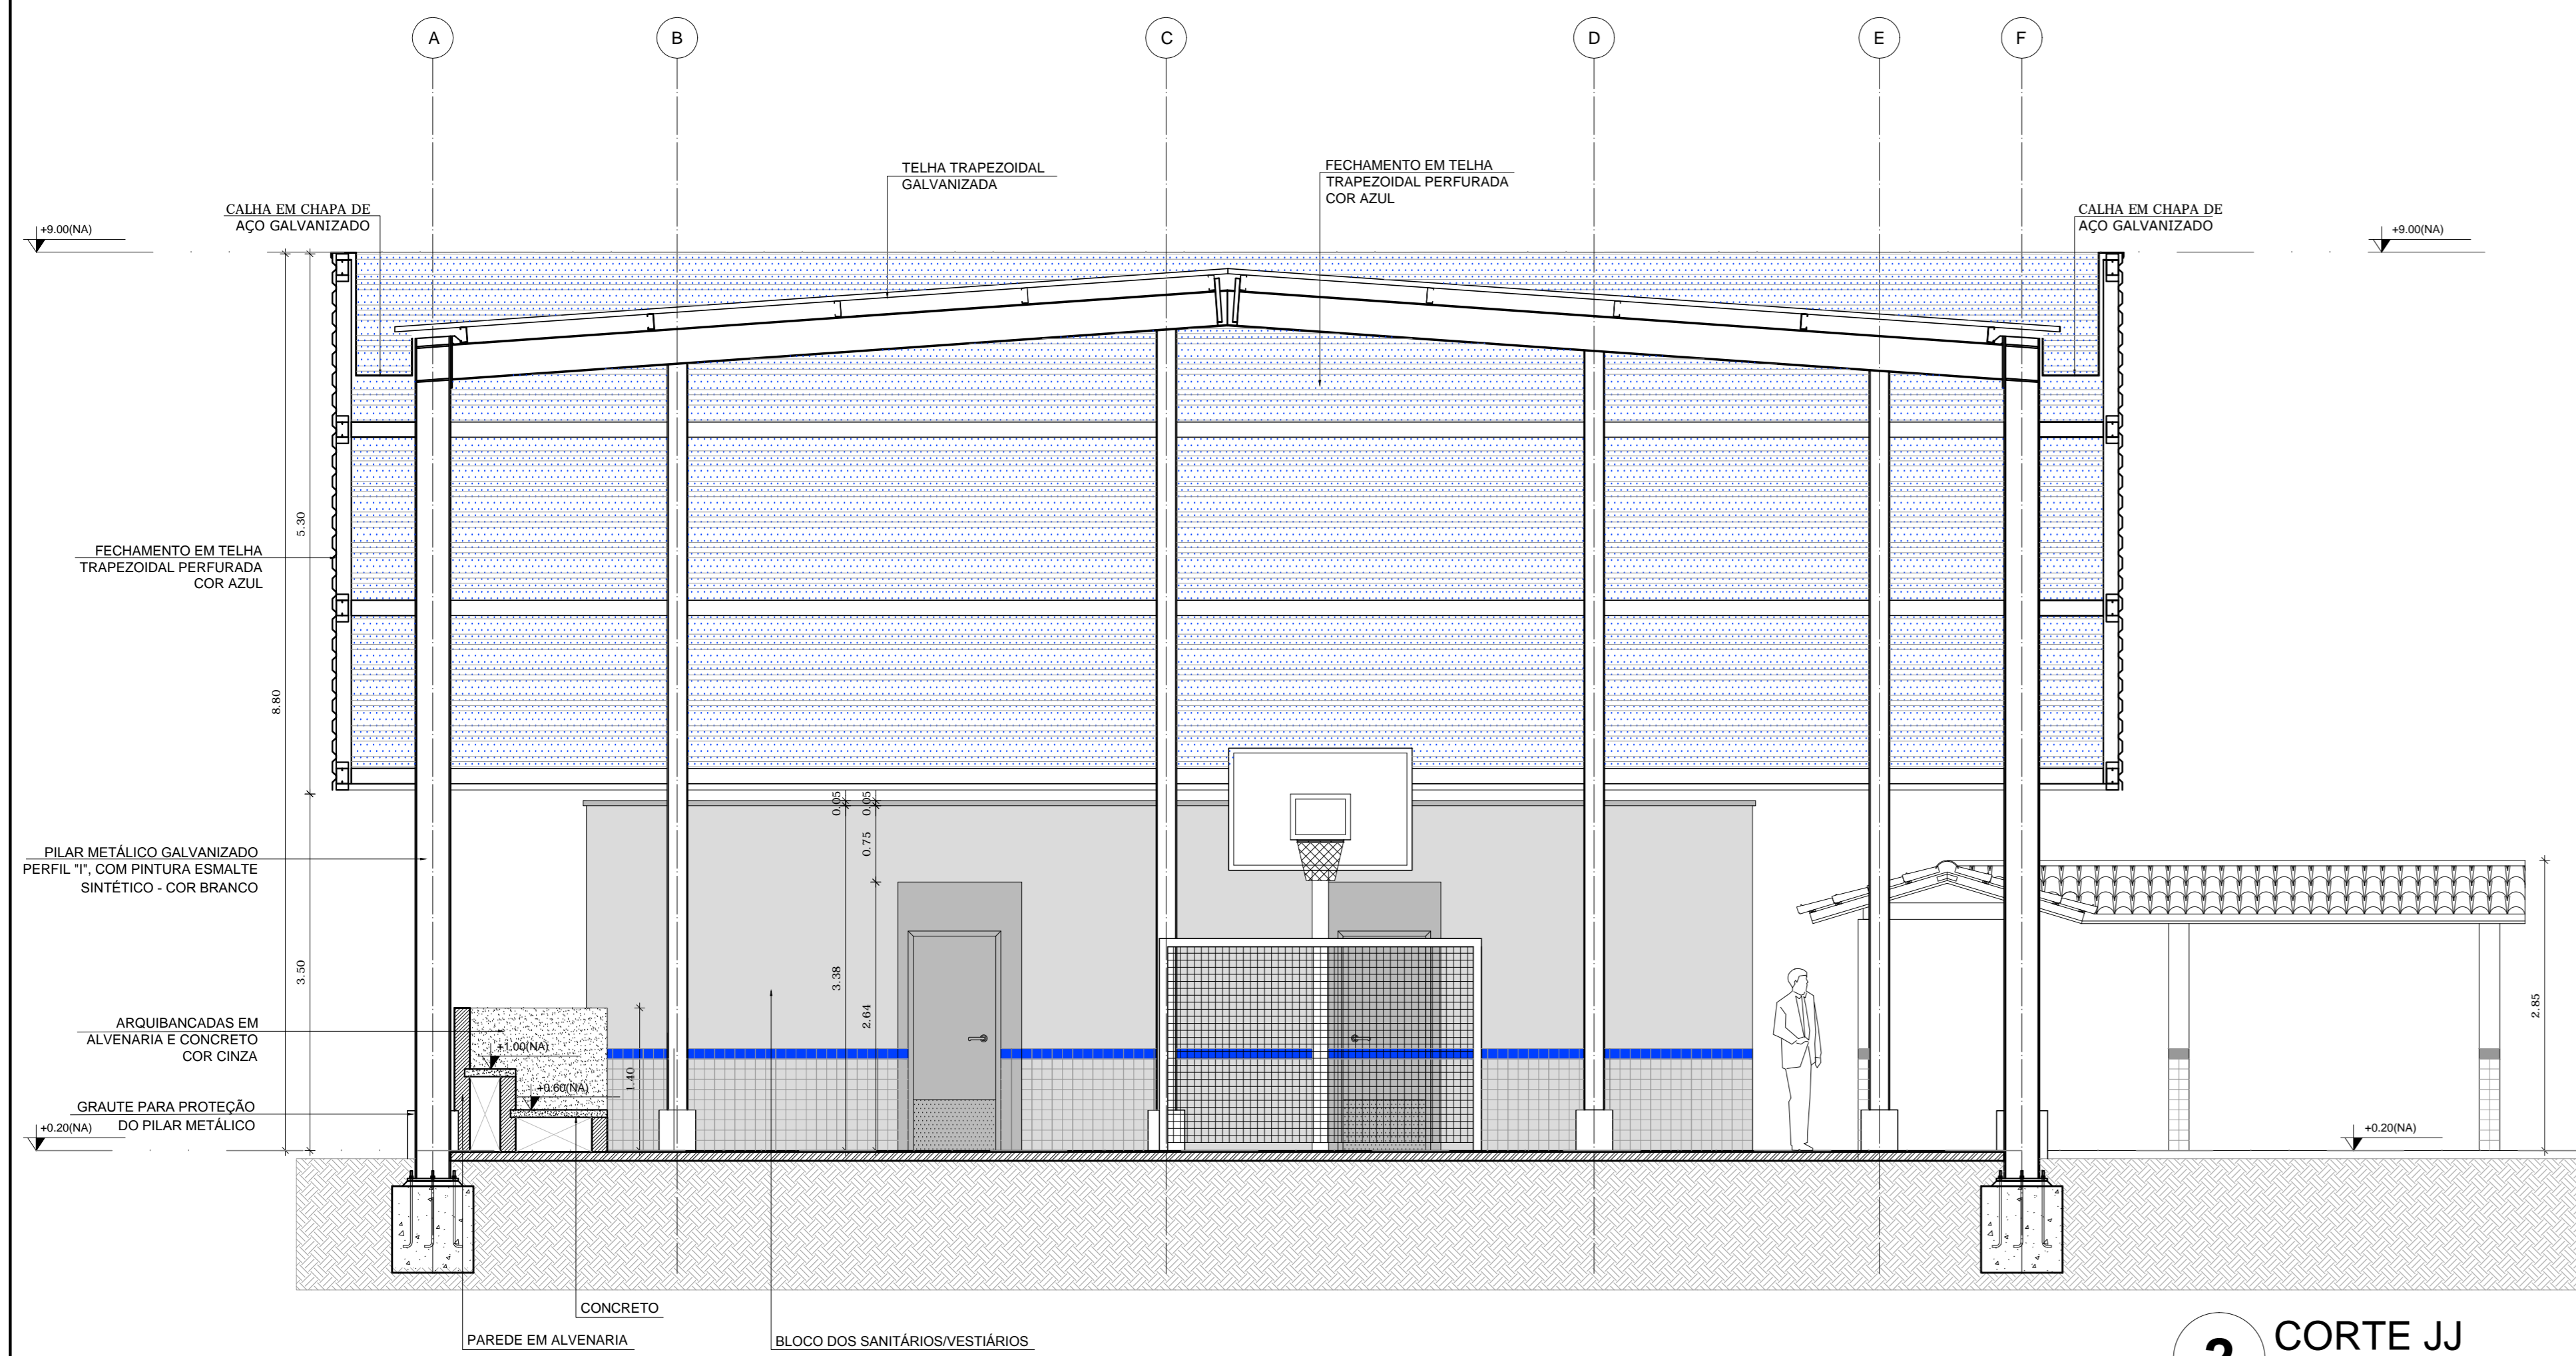 A
B
C
D
E
F
TELHA TRAPEZOIDAL
GALVANIZADA
FECHAMENTO EM TELHA
TRAPEZOIDAL PERFURADA
COR AZUL
CALHA EM CHAPA DE
AÇO GALVANIZADO
CALHA EM CHAPA DE
AÇO GALVANIZADO
+9.00(NA)
+9.00(NA)
5.30
FECHAMENTO EM TELHA
TRAPEZOIDAL PERFURADA
COR AZUL
8.80
0.05
0.05
0.75
PILAR METÁLICO GALVANIZADO
PERFIL "I", COM PINTURA ESMALTE
SINTÉTICO - COR BRANCO
3.50
3.38
2.64
2.85
ARQUIBANCADAS EM
ALVENARIA E CONCRETO
COR CINZA
+1.00(NA)
+0.60(NA)
1.40
GRAUTE PARA PROTEÇÃO
DO PILAR METÁLICO
+0.20(NA)
+0.20(NA)
CONCRETO
PAREDE EM ALVENARIA
BLOCO DOS SANITÁRIOS/VESTIÁRIOS
2
CORTE JJ